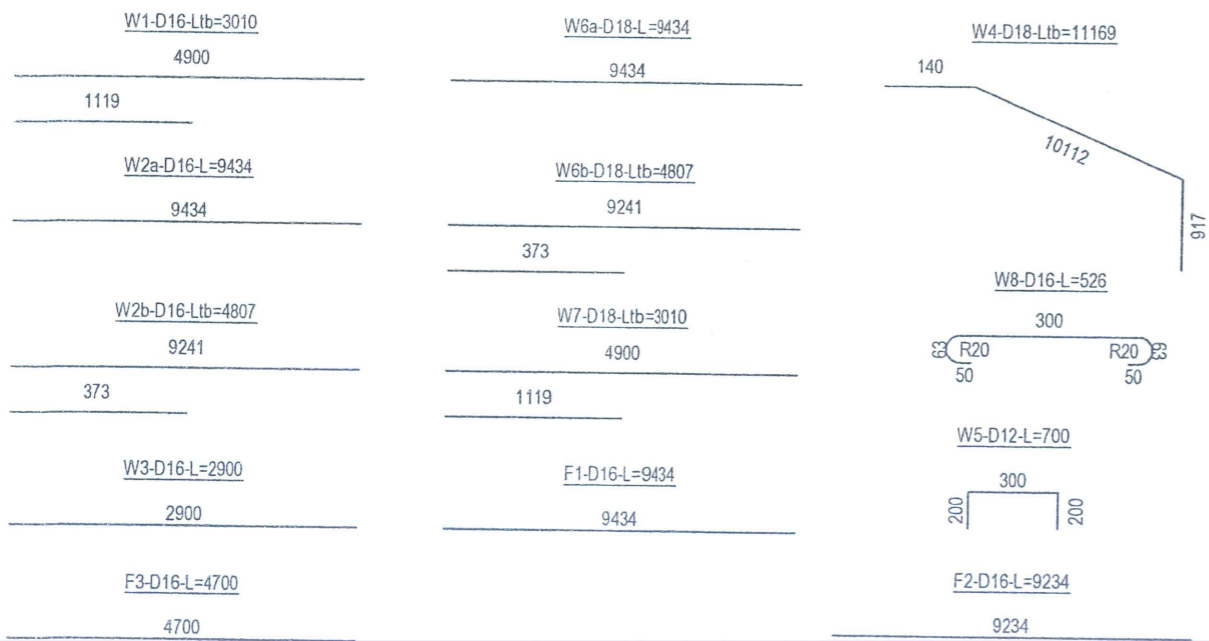 W1-D16-Ltb=3010
4900
1119
W2a-D16-L=9434
9434
W2b-D16-Ltb=4807
9241
373
W3-D16-L=2900
2900
F3-D16-L=4700
4700
W6a-D18-L=9434
9434
W6b-D18-Ltb=4807
9241
373
W7-D18-Ltb=3010
4900
1119
F1-D16-L=9434
9434
W4-D18-Ltb=11169
140
10112
917
W8-D16-L=526
300
63 R20 R20 63
50 50
W5-D12-L=700
300
200 200
F2-D16-L=9234
9234